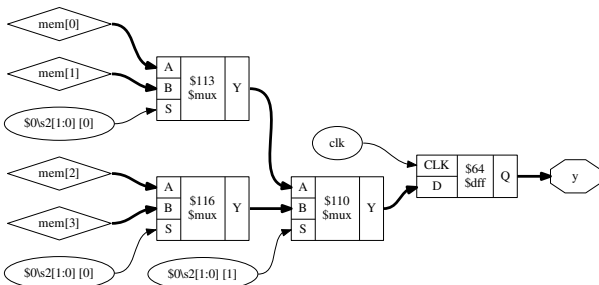 mem[0]
mem[1]
$0\s2[1:0] [0]
A
B
S
$113
$mux
Y
mem[2]
mem[3]
$0\s2[1:0] [0]
A
B
S
$116
$mux
Y
$0\s2[1:0] [1]
A
B
S
$110
$mux
Y
clk
CLK
D
$64
$dff
Q
y